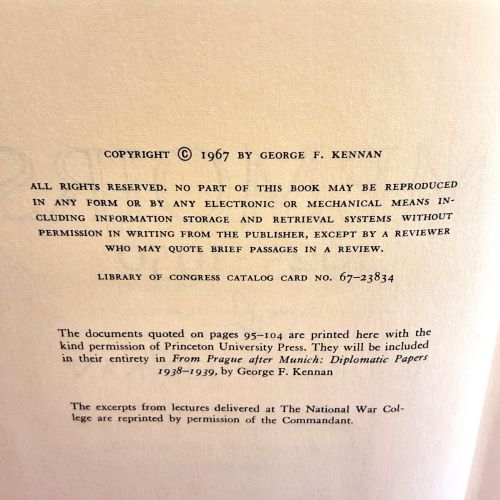 COPYRIGHT © 1967 BY GEORGE F. KENNAN
ALL RIGHTS RESERVED. NO PART OF THIS BOOK MAY BE REPRODUCED
IN ANY FORM OR BY ANY ELECTRONIC OR MECHANICAL MEANS IN-
CLUDING INFORMATION STORAGE AND RETRIEVAL SYSTEMS WITHOUT
PERMISSION IN WRITING FROM THE PUBLISHER, EXCEPT BY A REVIEWER
WHO MAY QUOTE BRIEF PASSAGES IN A REVIEW.
LIBRARY OF CONGRESS CATALOG CARD NO. 67–23834
The documents quoted on pages 95–104 are printed here with the
kind permission of Princeton University Press. They will be included
in their entirety in From Prague after Munich: Diplomatic Papers
1938–1939, by George F. Kennan
The excerpts from lectures delivered at The National War Col-
lege are reprinted by permission of the Commandant.